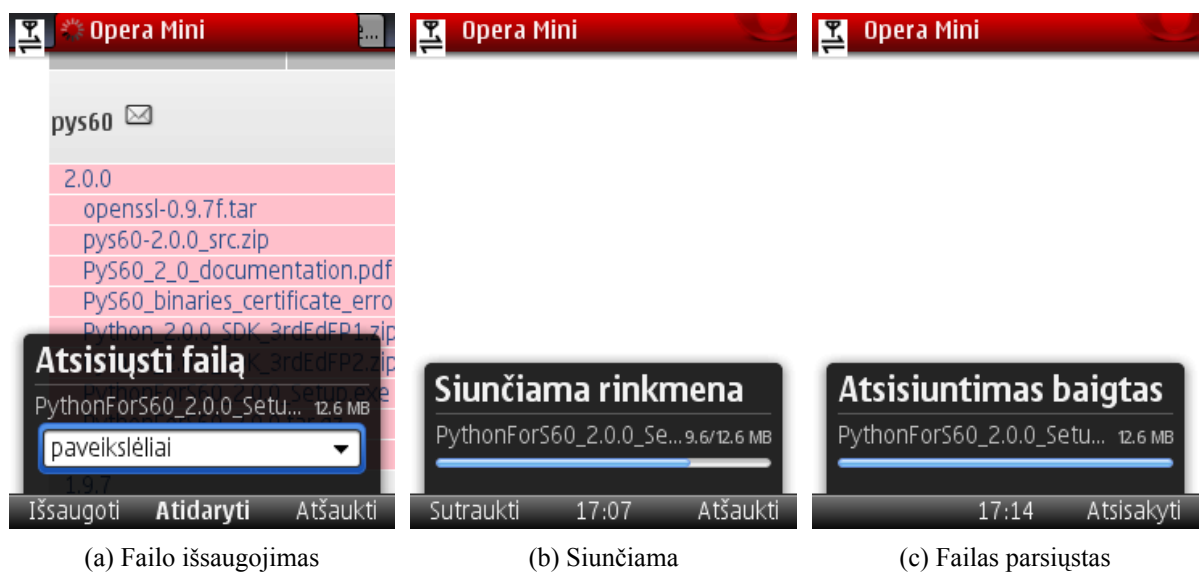 Opera Mini
pys60
2.0.0
openssl-0.9.7f.tar
pys60-2.0.0_src.zip
PyS60_2_0_documentation.pdf
PyS60_binaries_certificate_erro
Python_2.0.0_SDK_3rdEdFP1.zip
Atsisiųsti failą
PythonForS60_2.0.0_Setu... 12.6 MB
paveikslėliai
1.9.7
Išsaugoti Atidaryti Atšaukti
(a) Failo išsaugojimas
Opera Mini
Siunčiama rinkmena
PythonForS60_2.0.0_Se... 9.6/12.6 MB
Sutraukti 17:07 Atšaukti
(b) Siunčiama
Opera Mini
Atsisiuntimas baigtas
PythonForS60_2.0.0_Setu... 12.6 MB
17:14 Atsisakyti
(c) Failas parsiųstas